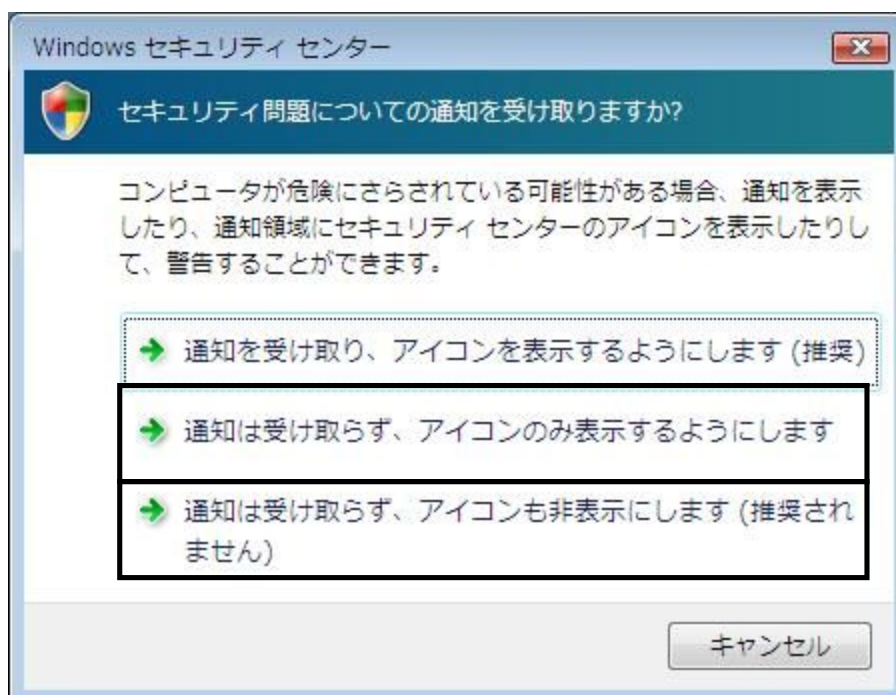 Windows セキュリティ センター
セキュリティ問題についての通知を受け取りますか?
コンピュータが危険にさらされている可能性がある場合、通知を表示
したり、通知領域にセキュリティ センターのアイコンを表示したりし
て、警告することができます。
通知を受け取り、アイコンを表示するようにします (推奨)
通知は受け取らず、アイコンのみ表示するようにします
通知は受け取らず、アイコンも非表示にします (推奨され
ません)
キャンセル